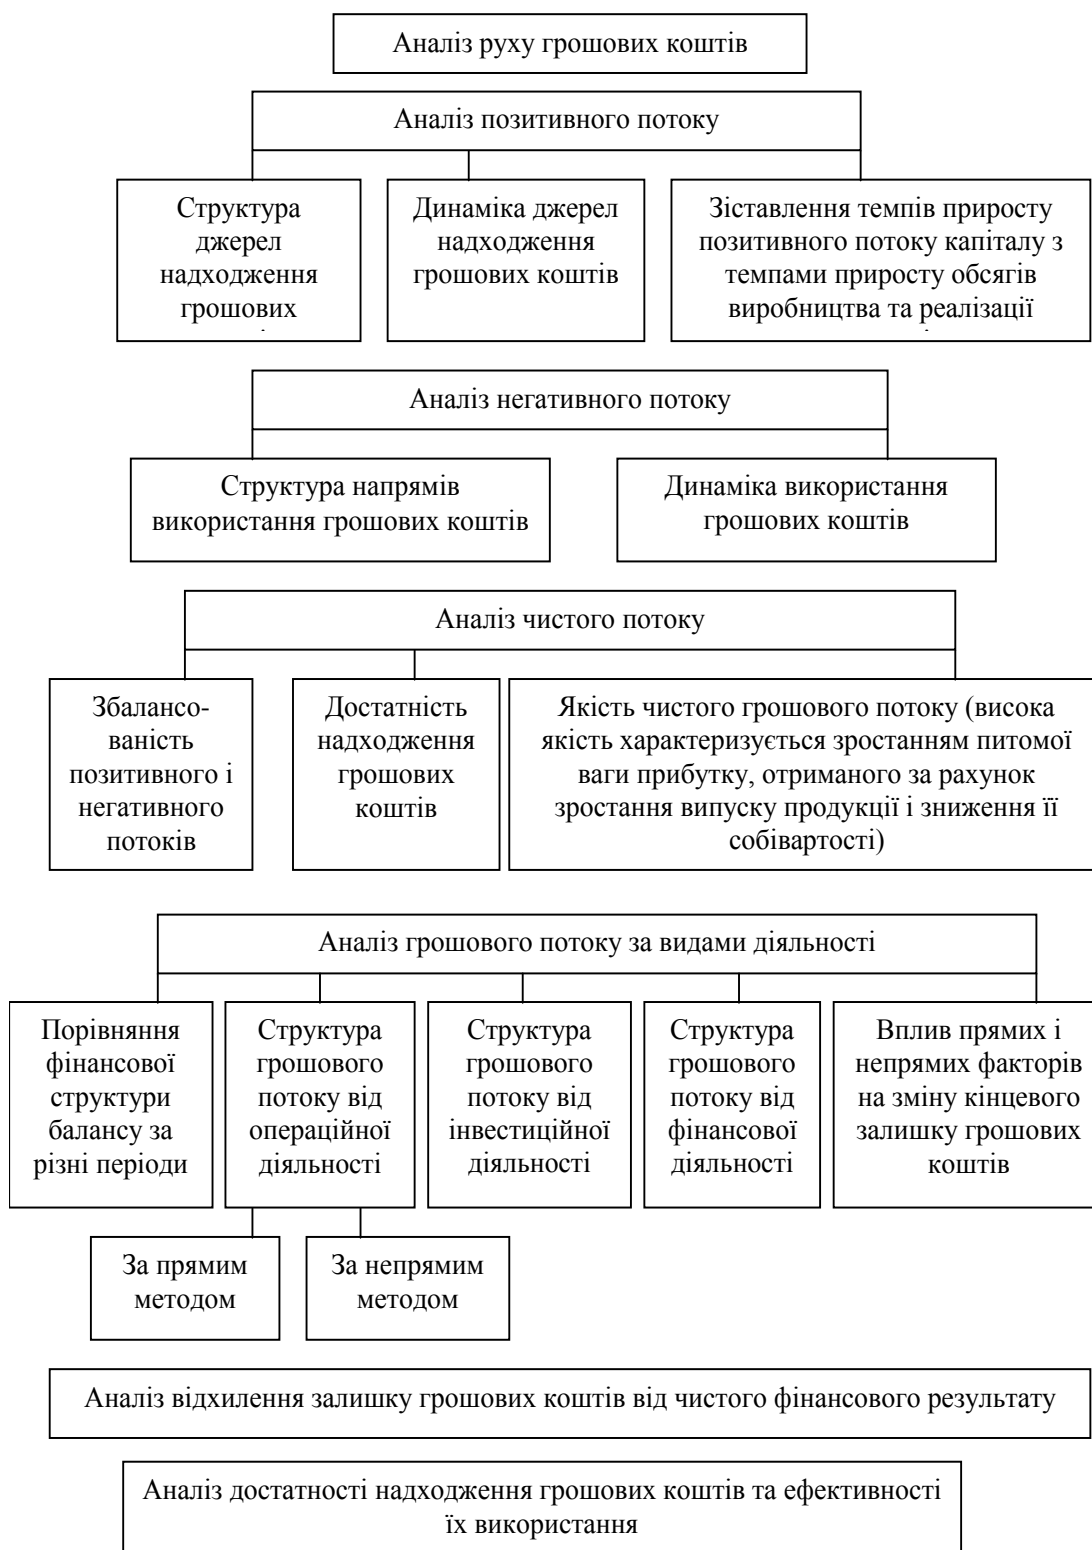 Аналіз руху грошових коштів
Аналіз позитивного потоку
Структура
джерел
надходження
грошових
Динаміка джерел
надходження
грошових коштів
Зіставлення темпів приросту
позитивного потоку капіталу з
темпами приросту обсягів
виробництва та реалізації
Аналіз негативного потоку
Структура напрямів
використання грошових коштів
Динаміка використання
грошових коштів
Аналіз чистого потоку
Збалансо-
ваність
позитивного і
негативного
потоків
Достатність
надходження
грошових
коштів
Якість чистого грошового потоку (висока
якість характеризується зростанням питомої
ваги прибутку, отриманого за рахунок
зростання випуску продукції і зниження її
собівартості)
Аналіз грошового потоку за видами діяльності
Порівняння
фінансової
структури
балансу за
різні періоди
Структура
грошового
потоку від
операційної
діяльності
Структура
грошового
потоку від
інвестиційної
діяльності
Структура
грошового
потоку від
фінансової
діяльності
Вплив прямих і
непрямих факторів
на зміну кінцевого
залишку грошових
коштів
За прямим
методом
За непрямим
методом
Аналіз відхилення залишку грошових коштів від чистого фінансового результату
Аналіз достатності надходження грошових коштів та ефективності
їх використання